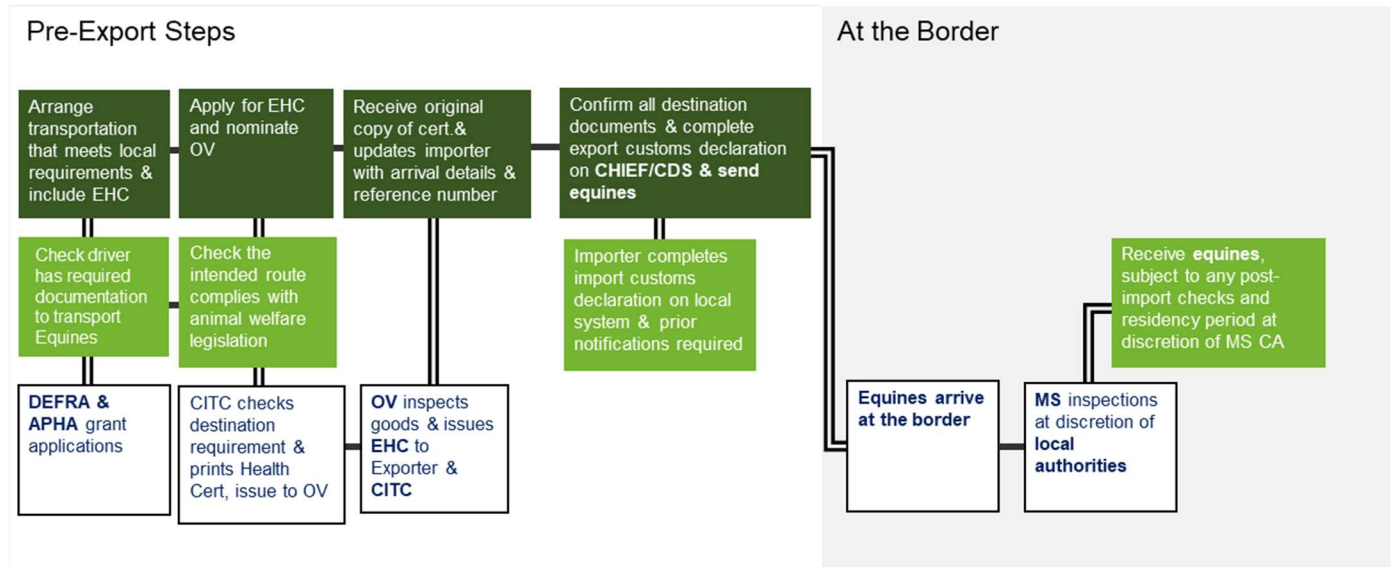 Pre-Export Steps
At the Border
Arrange
transportation
that meets local
requirements &
include EHC
Apply for EHC
and nominate
OV
Receive original
copy of cert.&
updates importer
with arrival details &
reference number
Confirm all destination
documents & complete
export customs declaration
on CHIEF/CDS & send
equines
Check driver
has required
documentation
to transport
Equines
Check the
intended route
complies with
animal welfare
legislation
Importer completes
import customs
declaration on local
system & prior
notifications required
Receive equines,
subject to any post-
import checks and
residency period at
discretion of MS CA
DEFRA &
APHA grant
applications
CITC checks
destination
requirement &
prints Health
Cert, issue to OV
OV inspects
goods & issues
EHC to
Exporter &
CITC
Equines arrive
at the border
MS inspections
at discretion of
local
authorities